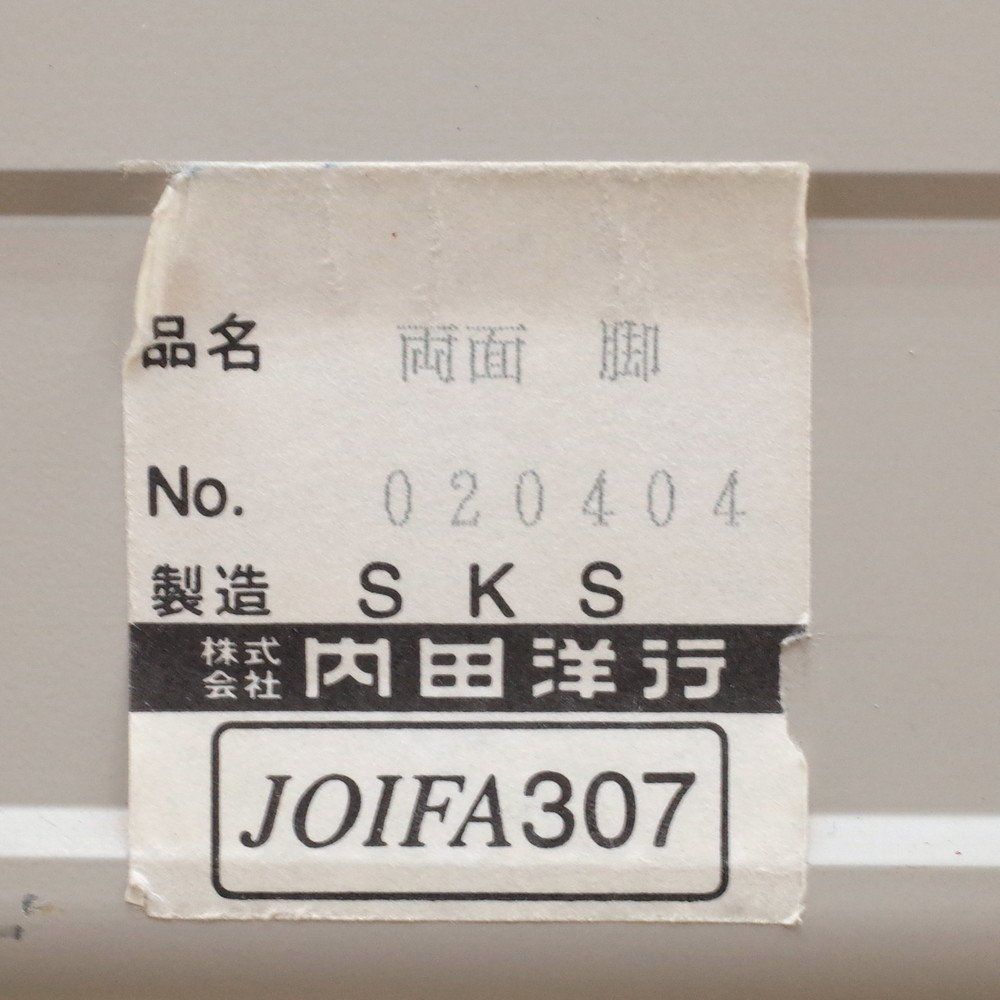 品名 両面 脚
No. 020404
製造 SKS
株式会社 内田洋行
JOIFA307